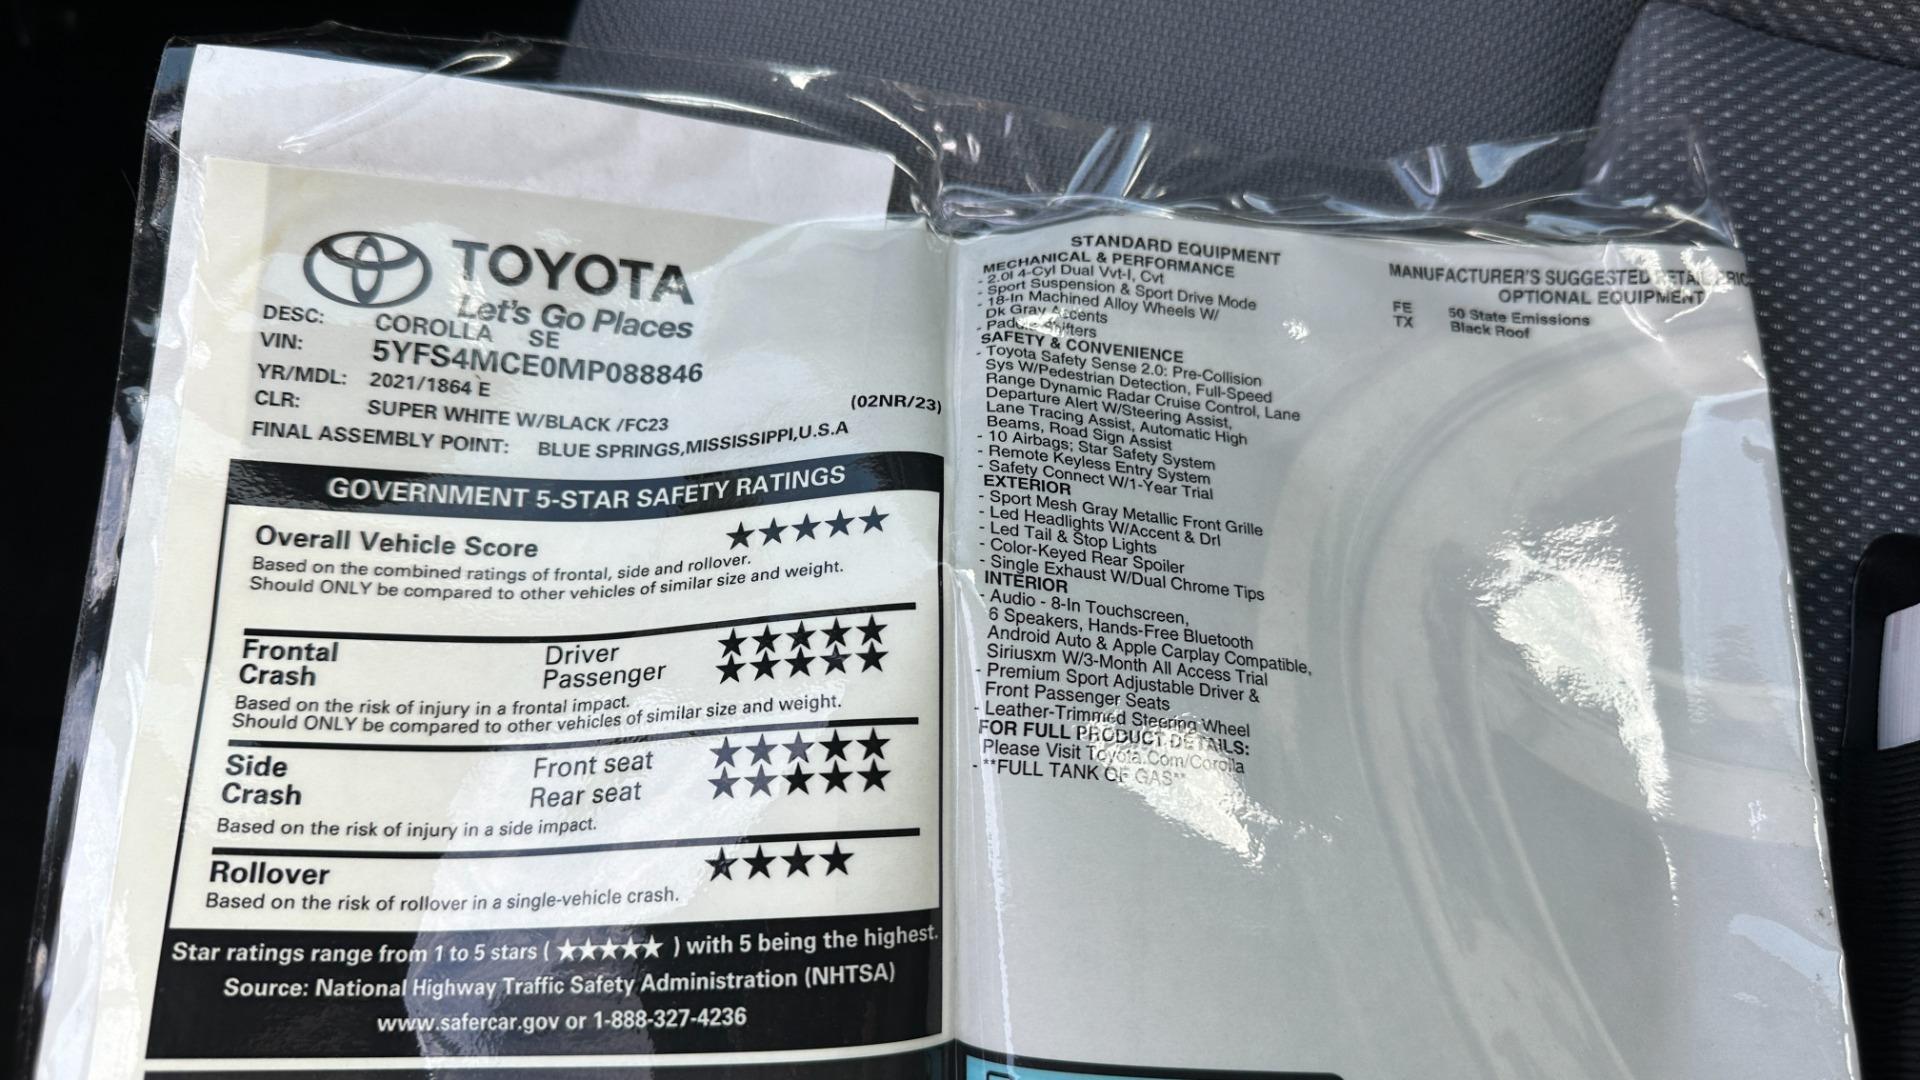 TOYOTA
Let's Go Places
DESC: COROLLA SE
VIN: 5YFS4MCE0MP088846
YR/MDL: 2021/1864 E
CLR: SUPER WHITE W/BLACK /FC23 (02NR/23)
FINAL ASSEMBLY POINT: BLUE SPRINGS,MISSISSIPPI,U.S.A
GOVERNMENT 5-STAR SAFETY RATINGS
Overall Vehicle Score ★★★★★
Based on the combined ratings of frontal, side and rollover.
Should ONLY be compared to other vehicles of similar size and weight.
Frontal Driver ★★★★★
Crash Passenger ★★★★★
Based on the risk of injury in a frontal impact.
Should ONLY be compared to other vehicles of similar size and weight.
Side Front seat ★★★★★
Crash Rear seat ★★★★★
Based on the risk of injury in a side impact.
Rollover ★★★★
Based on the risk of rollover in a single-vehicle crash.
Star ratings range from 1 to 5 stars ( ★★★★★ ) with 5 being the highest.
Source: National Highway Traffic Safety Administration (NHTSA)
www.safercar.gov or 1-888-327-4236
STANDARD EQUIPMENT
MECHANICAL & PERFORMANCE
- 2.0l 4-Cyl Dual Vvt-I, Cvt
- Sport Suspension & Sport Drive Mode
- 18-In Machined Alloy Wheels W/
Dk Gray Accents
- Paddle Shifters
SAFETY & CONVENIENCE
- Toyota Safety Sense 2.0: Pre-Collision
Sys W/Pedestrian Detection, Full-Speed
Range Dynamic Radar Cruise Control, Lane
Departure Alert W/Steering Assist,
Lane Tracing Assist, Automatic High
Beams, Road Sign Assist
- 10 Airbags; Star Safety System
- Remote Keyless Entry System
- Safety Connect W/1-Year Trial
EXTERIOR
- Sport Mesh Gray Metallic Front Grille
- Led Headlights W/Accent & Drl
- Led Tail & Stop Lights
- Color-Keyed Rear Spoiler
- Single Exhaust W/Dual Chrome Tips
INTERIOR
- Audio - 8-In Touchscreen,
6 Speakers, Hands-Free Bluetooth
Android Auto & Apple Carplay Compatible,
Siriusxm W/3-Month All Access Trial
- Premium Sport Adjustable Driver &
Front Passenger Seats
- Leather-Trimmed Steering Wheel
FOR FULL PRODUCT DETAILS:
Please Visit Toyota.Com/Corolla
- **FULL TANK OF GAS**
MANUFACTURER'S SUGGESTED RETAIL PRIC
OPTIONAL EQUIPMENT
FE 50 State Emissions
TX Black Roof